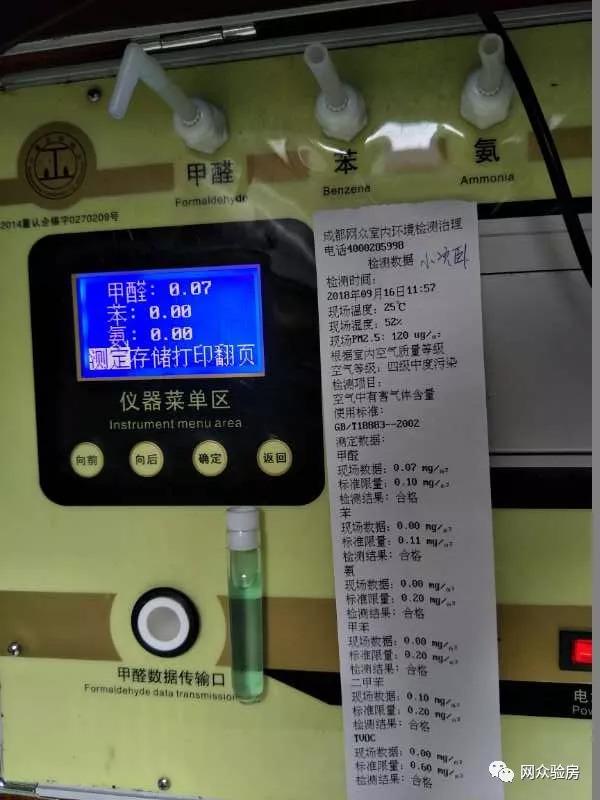 甲醛
Formaldehyde
苯
Benzena
氨
Ammonia
2014量认企格字0270209号
甲醛: 0.07
苯: 0.00
氨: 0.00
测定存储打印翻页
仪器菜单区
Instrument menu area
向前
向后
确定
返回
甲醛数据传输口
Formaldehyde data transmission
成都网众室内环境检测治理
电话4000285998
检测数据
检测时间:
2018年09月16日11:57
现场温度: 25℃
现场湿度: 52%
现场PM2.5: 120 ug/m³
根据室内空气质量等级
空气等级: 四级中度污染
检测项目:
空气中有害气体含量
使用标准:
GB/T18883--2002
测定数据:
甲醛
现场数据: 0.07 mg/m³
标准限量: 0.10 mg/m³
检测结果: 合格
苯
现场数据: 0.00 mg/m³
标准限量: 0.11 mg/m³
检测结果: 合格
氨
现场数据: 0.00 mg/m³
标准限量: 0.20 mg/m³
检测结果: 合格
甲苯
现场数据: 0.00 mg/m³
标准限量: 0.20 mg/m³
检测结果: 合格
二甲苯
现场数据: 0.10 mg/m³
标准限量: 0.20 mg/m³
检测结果: 合格
TVOC
现场数据: 0.00 mg/m³
标准限量: 0.60 mg/m³
检测结果: 合格
网众验房